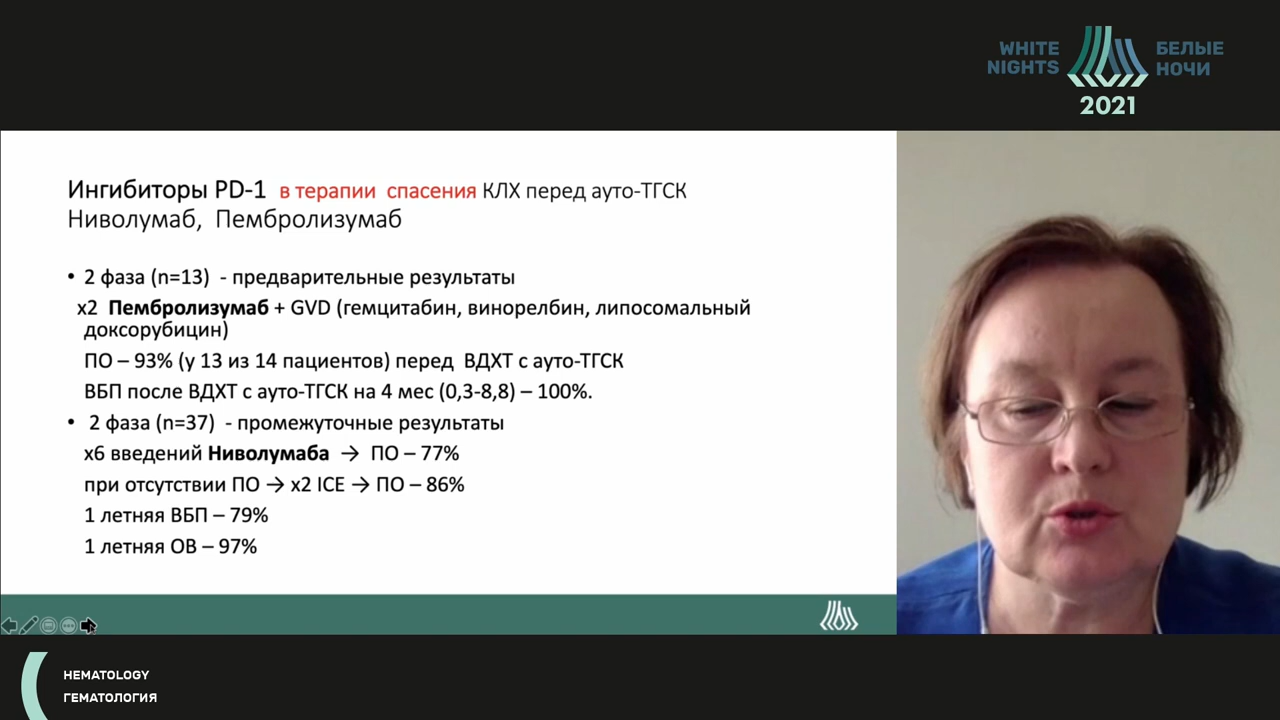 WHITE
NIGHTS
БЕЛЫЕ
НОЧИ
2021
Ингибиторы PD-1 в терапии спасения КЛХ перед ауто-ТГСК
Ниволумаб, Пембролизумаб
• 2 фаза (n=13) - предварительные результаты
x2 Пембролизумаб + GVD (гемцитабин, винорелбин, липосомальный
доксорубицин)
ПО – 93% (у 13 из 14 пациентов) перед ВДХТ с ауто-ТГСК
ВБП после ВДХТ с ауто-ТГСК на 4 мес (0,3-8,8) – 100%.
• 2 фаза (n=37) - промежуточные результаты
x6 введений Ниволумаба → ПО – 77%
при отсутствии ПО → x2 ICE → ПО – 86%
1 летняя ВБП – 79%
1 летняя ОВ – 97%
HEMATOLOGY
ГЕМАТОЛОГИЯ